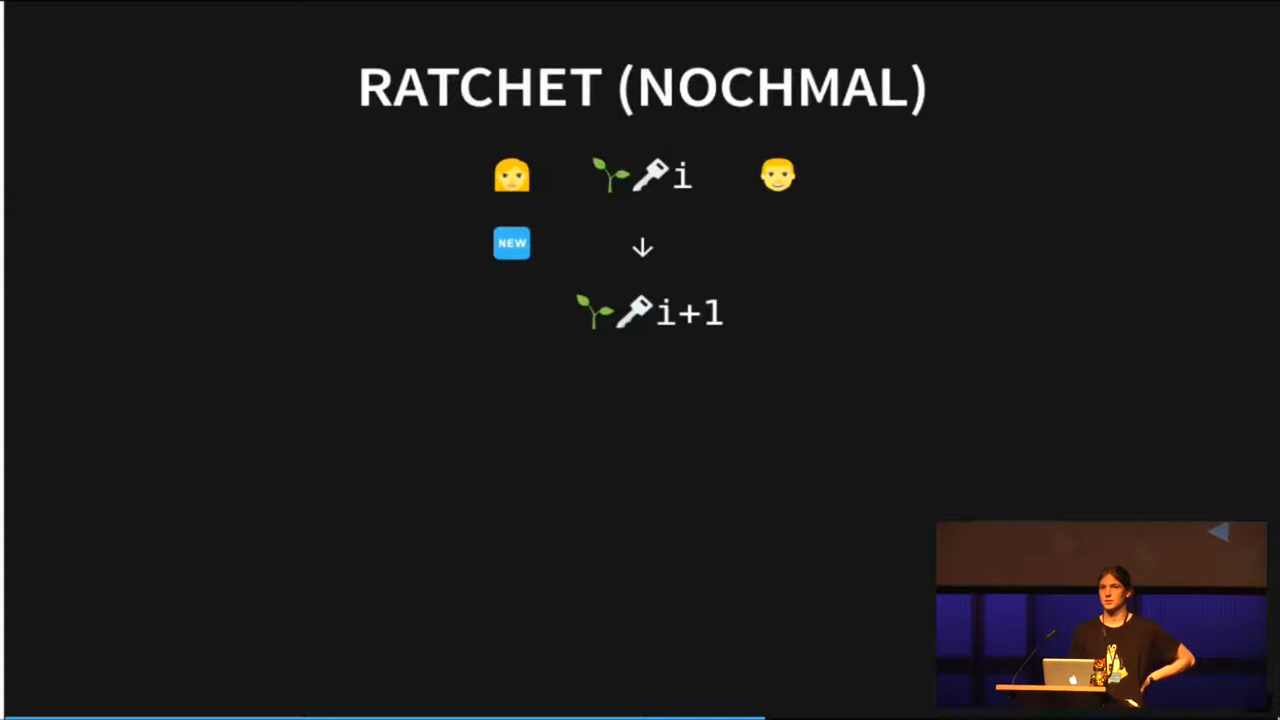 RATCHET (NOCHMAL)
🌱🔑i
NEW ↓
🌱🔑i+1